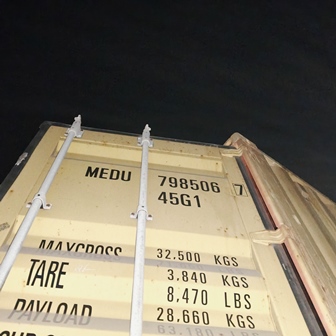 MEDU 798506 7
45G1
MAXGROSS 32.500 KGS
TARE 3.840 KGS
8,470 LBS
PAYLOAD 28.660 KGS